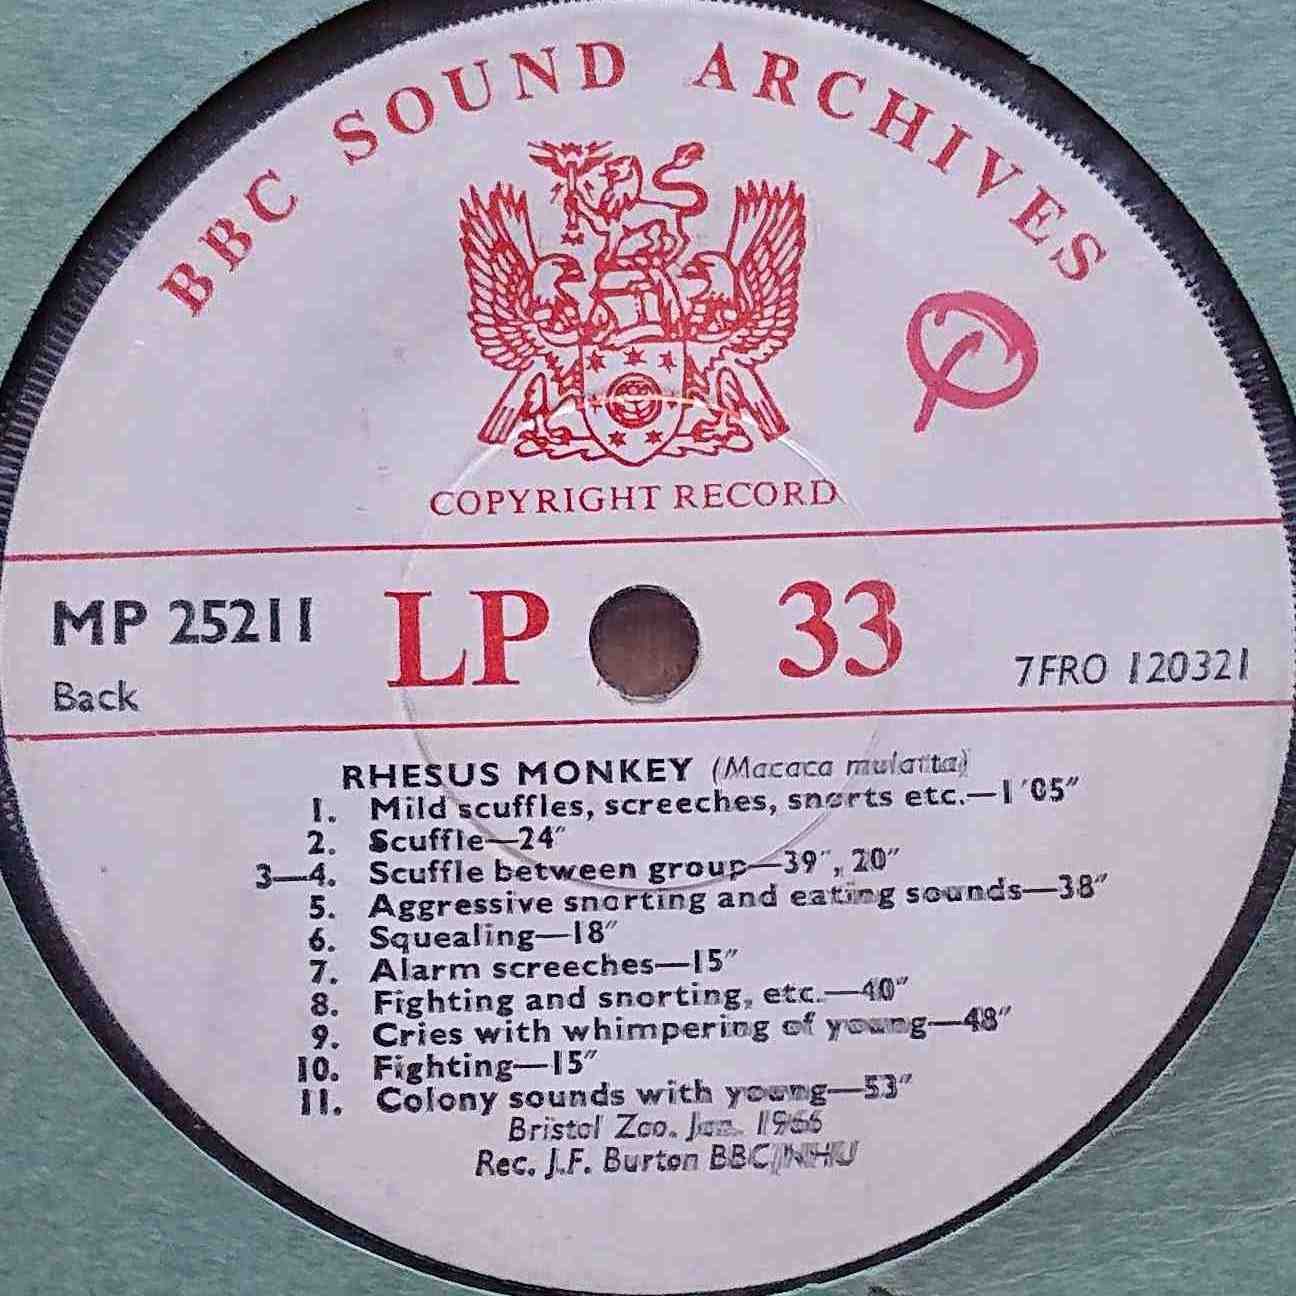 BBC SOUND ARCHIVES
COPYRIGHT RECORD
MP 25211
LP 33
7FRO 120321
Back
RHESUS MONKEY (Macaca mulatta)
1. Mild scuffles, screeches, snorts etc.—1'05"
2. Scuffle—24"
3—4. Scuffle between group—39", 20"
5. Aggressive snorting and eating sounds—38"
6. Squealing—18"
7. Alarm screeches—15"
8. Fighting and snorting, etc.—40"
9. Cries with whimpering of young—48"
10. Fighting—15"
11. Colony sounds with young—53"
Bristol Zoo. Jan. 1966
Rec. J.F. Burton BBC/NHU